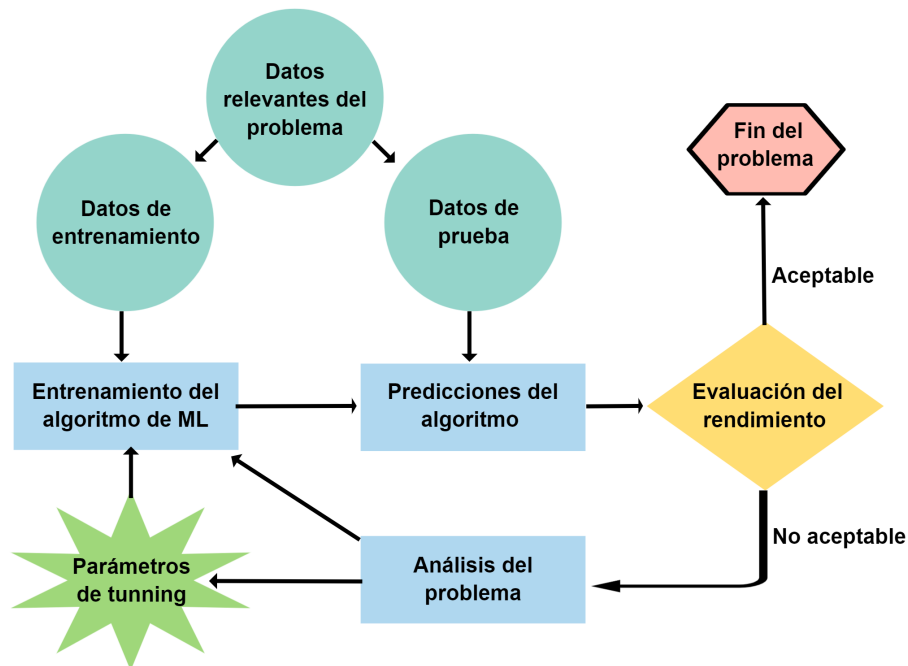 Datos
relevantes del
problema
Datos de
entrenamiento
Datos de
prueba
Fin del
problema
Aceptable
Entrenamiento del
algoritmo de ML
Predicciones del
algoritmo
Evaluación del
rendimiento
No aceptable
Análisis del
problema
Parámetros
de tunning